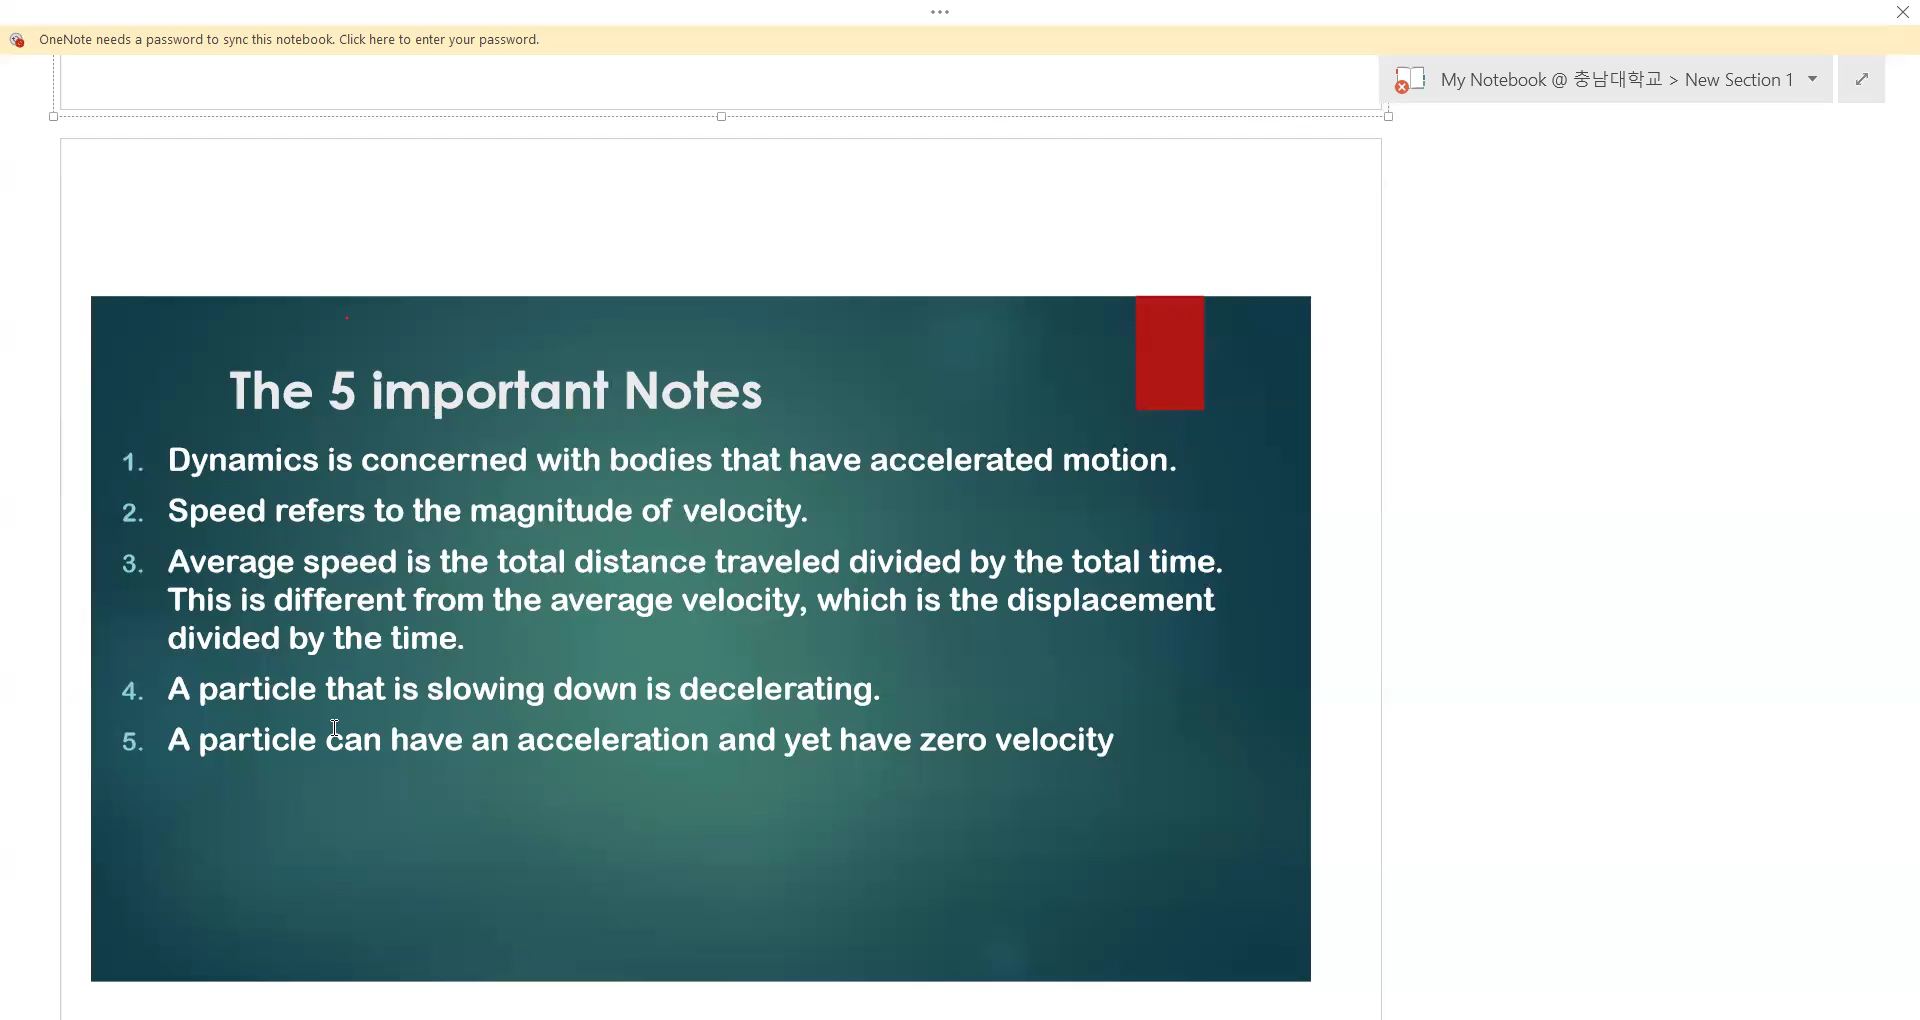 OneNote needs a password to sync this notebook. Click here to enter your password.
My Notebook @ 충남대학교 > New Section 1
The 5 important Notes
1. Dynamics is concerned with bodies that have accelerated motion.
2. Speed refers to the magnitude of velocity.
3. Average speed is the total distance traveled divided by the total time.
This is different from the average velocity, which is the displacement
divided by the time.
4. A particle that is slowing down is decelerating.
5. A particle can have an acceleration and yet have zero velocity